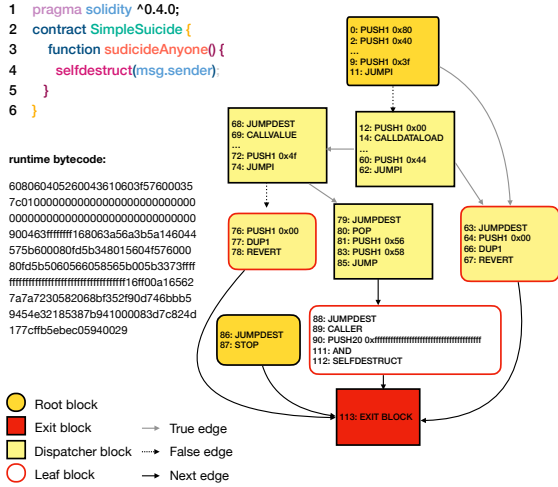 1 pragma solidity ^0.4.0;
2 contract SimpleSuicide {
3 function sudicideAnyone() {
4 selfdestruct(msg.sender);
5 }
6 }
runtime bytecode:
608060405260043610603f57600035
7c0100000000000000000000000000
000000000000000000000000000000
900463ffffffff168063a56a3b5a146044
575b600080fd5b348015604f576000
80fd5b5060566058565b005b3373ffff
ffffffffffffffffffffffffffffffffffff16ff00a16562
7a7a7230582068bf352f90d746bbb5
9454e32185387b941000083d7c824d
177cffb5ebec05940029
0: PUSH1 0x80
2: PUSH1 0x40
...
9: PUSH1 0x3f
11: JUMPI
68: JUMPDEST
69: CALLVALUE
...
72: PUSH1 0x4f
74: JUMPI
12: PUSH1 0x00
14: CALLDATALOAD
...
60: PUSH1 0x44
62: JUMPI
76: PUSH1 0x00
77: DUP1
78: REVERT
79: JUMPDEST
80: POP
81: PUSH1 0x56
83: PUSH1 0x58
85: JUMP
63: JUMPDEST
64: PUSH1 0x00
66: DUP1
67: REVERT
86: JUMPDEST
87: STOP
88: JUMPDEST
89: CALLER
90: PUSH20 0xffffffffffffffffffffffffffffffffffffffff
111: AND
112: SELFDESTRUCT
113: EXIT BLOCK
Root block
Exit block
Dispatcher block
Leaf block
True edge
False edge
Next edge